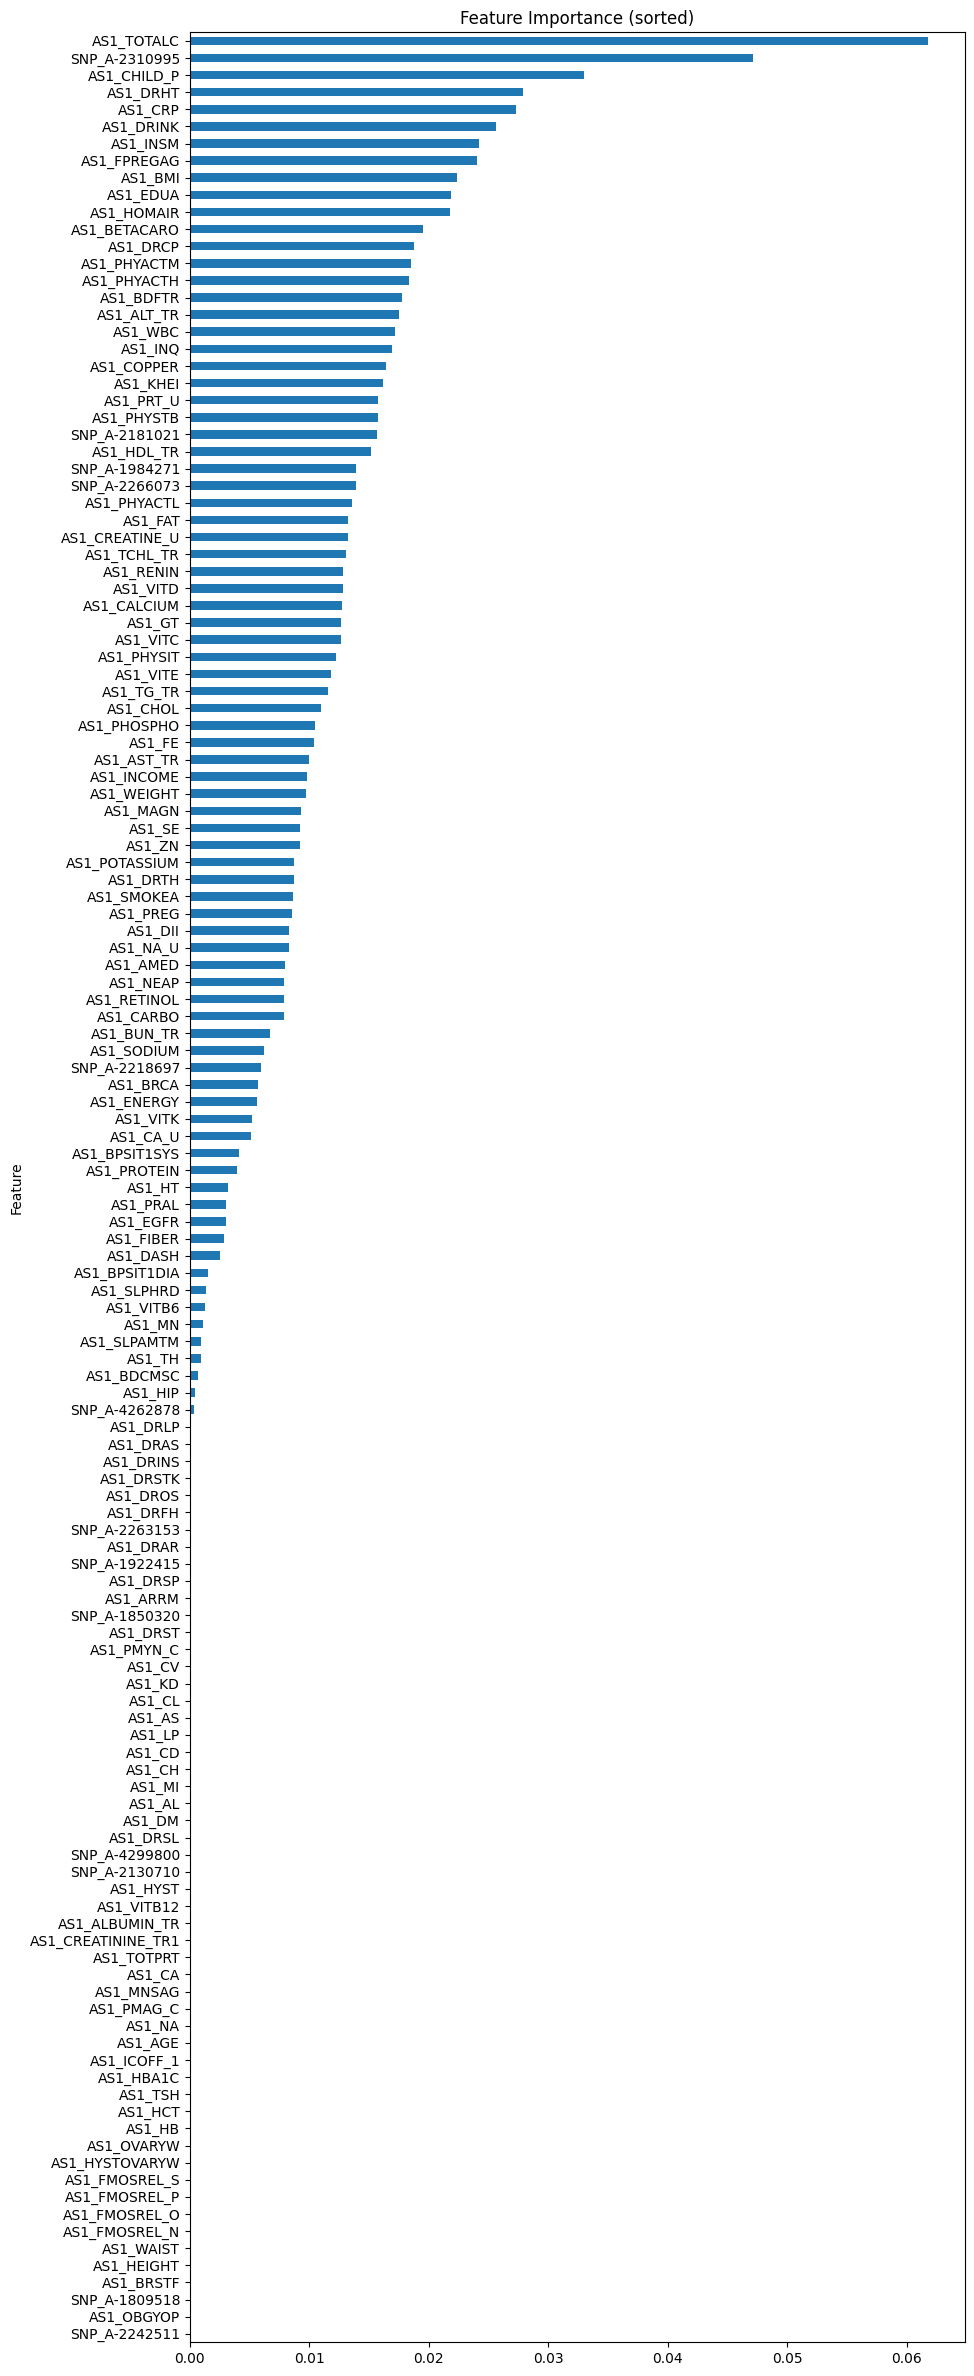 Feature Importance (sorted)
AS1_TOTALC
SNP_A-2310995
AS1_CHILD_P
AS1_DRHT
AS1_CRP
AS1_DRINK
AS1_INSM
AS1_FPREGAG
AS1_BMI
AS1_EDUA
AS1_HOMAIR
AS1_BETACARO
AS1_DRCP
AS1_PHYACTM
AS1_PHYACTH
AS1_BDFTR
AS1_ALT_TR
AS1_WBC
AS1_INQ
AS1_COPPER
AS1_KHEI
AS1_PRT_U
AS1_PHYSTB
SNP_A-2181021
AS1_HDL_TR
SNP_A-1984271
SNP_A-2266073
AS1_PHYACTL
AS1_FAT
AS1_CREATINE_U
AS1_TCHL_TR
AS1_RENIN
AS1_VITD
AS1_CALCIUM
AS1_GT
AS1_VITC
AS1_PHYSIT
AS1_VITE
AS1_TG_TR
AS1_CHOL
AS1_PHOSPHO
AS1_FE
AS1_AST_TR
AS1_INCOME
AS1_WEIGHT
AS1_MAGN
AS1_SE
AS1_ZN
AS1_POTASSIUM
AS1_DRTH
AS1_SMOKEA
AS1_PREG
AS1_DII
AS1_NA_U
AS1_AMED
AS1_NEAP
AS1_RETINOL
AS1_CARBO
AS1_BUN_TR
AS1_SODIUM
SNP_A-2218697
AS1_BRCA
AS1_ENERGY
AS1_VITK
AS1_CA_U
AS1_BPSIT1SYS
AS1_PROTEIN
AS1_HT
AS1_PRAL
AS1_EGFR
AS1_FIBER
AS1_DASH
AS1_BPSIT1DIA
AS1_SLPHRD
AS1_VITB6
AS1_MN
AS1_SLPAMTM
AS1_TH
AS1_BDCMSC
AS1_HIP
SNP_A-4262878
AS1_DRLP
AS1_DRAS
AS1_DRINS
AS1_DRSTK
AS1_DROS
AS1_DRFH
SNP_A-2263153
AS1_DRAR
SNP_A-1922415
AS1_DRSP
AS1_ARRM
SNP_A-1850320
AS1_DRST
AS1_PMYN_C
AS1_CV
AS1_KD
AS1_CL
AS1_AS
AS1_LP
AS1_CD
AS1_CH
AS1_MI
AS1_AL
AS1_DM
AS1_DRSL
SNP_A-4299800
SNP_A-2130710
AS1_HYST
AS1_VITB12
AS1_ALBUMIN_TR
AS1_CREATININE_TR1
AS1_TOTPRT
AS1_CA
AS1_MNSAG
AS1_PMAG_C
AS1_NA
AS1_AGE
AS1_ICOFF_1
AS1_HBA1C
AS1_TSH
AS1_HCT
AS1_HB
AS1_OVARYW
AS1_HYSTOVARYW
AS1_FMOSREL_S
AS1_FMOSREL_P
AS1_FMOSREL_O
AS1_FMOSREL_N
AS1_WAIST
AS1_HEIGHT
AS1_BRSTF
SNP_A-1809518
AS1_OBGYOP
SNP_A-2242511
Feature
0.00 0.01 0.02 0.03 0.04 0.05 0.06